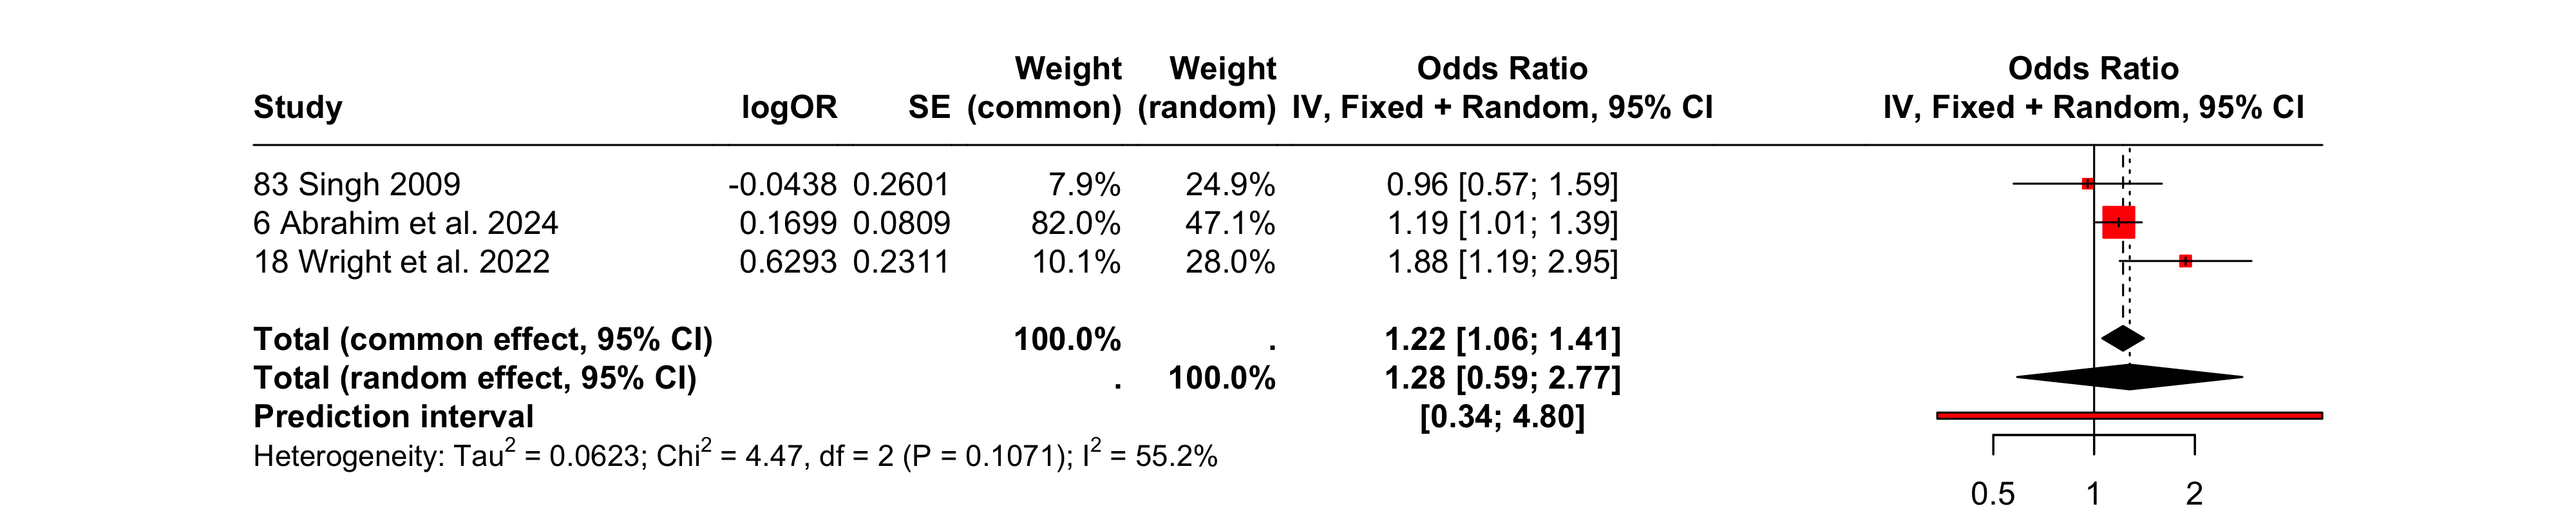 Weight Weight Odds Ratio Odds Ratio
Study logOR SE (common) (random) IV, Fixed + Random, 95% CI IV, Fixed + Random, 95% CI
83 Singh 2009 -0.0438 0.2601 7.9% 24.9% 0.96 [0.57; 1.59]
6 Abrahim et al. 2024 0.1699 0.0809 82.0% 47.1% 1.19 [1.01; 1.39]
18 Wright et al. 2022 0.6293 0.2311 10.1% 28.0% 1.88 [1.19; 2.95]
Total (common effect, 95% CI) 100.0% . 1.22 [1.06; 1.41]
Total (random effect, 95% CI) . 100.0% 1.28 [0.59; 2.77]
Prediction interval [0.34; 4.80]
Heterogeneity: Tau² = 0.0623; Chi² = 4.47, df = 2 (P = 0.1071); I² = 55.2%
0.5 1 2